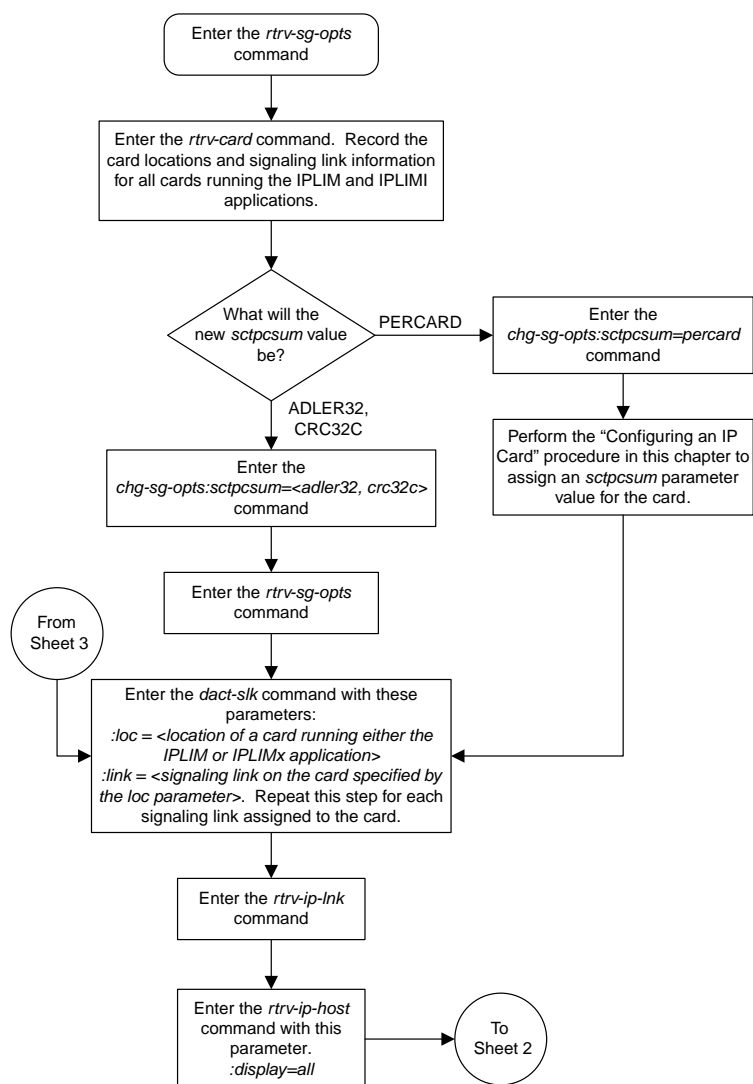 Enter the rtrv-sg-opts
command
Enter the rtrv-card command. Record the
card locations and signaling link information
for all cards running the IPLIM and IPLIMI
applications.
What will the
new sctpcsum value
be?
PERCARD
Enter the
chg-sg-opts:sctpcsum=percard
command
ADLER32,
CRC32C
Perform the “Configuring an IP
Card” procedure in this chapter to
assign an sctpcsum parameter
value for the card.
Enter the
chg-sg-opts:sctpcsum=<adler32, crc32c>
command
Enter the rtrv-sg-opts
command
From
Sheet 3
Enter the dact-slk command with these
parameters:
:loc = <location of a card running either the
IPLIM or IPLIMx application>
:link = <signaling link on the card specified by
the loc parameter>. Repeat this step for each
signaling link assigned to the card.
Enter the rtrv-ip-lnk
command
Enter the rtrv-ip-host
command with this
parameter.
:display=all
To
Sheet 2